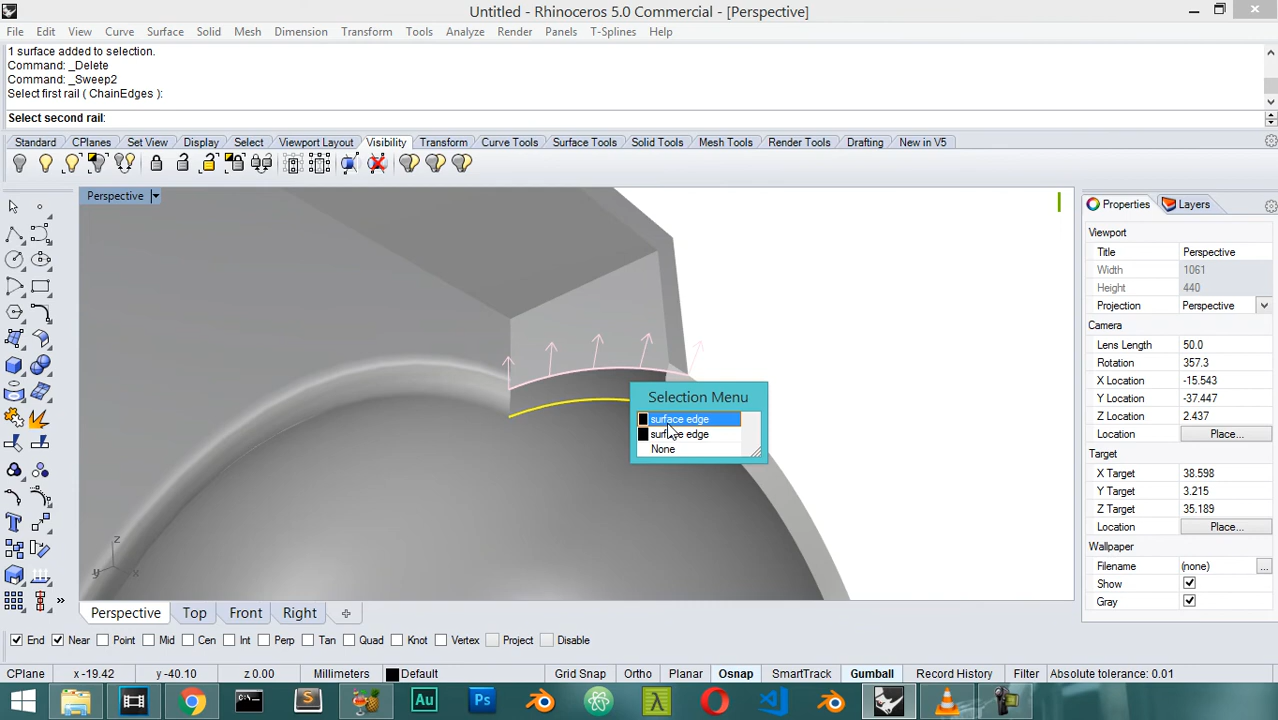 Untitled - Rhinoceros 5.0 Commercial - [Perspective]
File Edit View Curve Surface Solid Mesh Dimension Transform Tools Analyze Render Panels T-Splines Help
1 surface added to selection.
Command: _Delete
Command: _Sweep2
Select first rail ( ChainEdges ):
Select second rail:
Standard CPlanes Set View Display Select Viewport Layout Visibility Transform Curve Tools Surface Tools Solid Tools Mesh Tools Render Tools Drafting New in V5
Perspective
Properties Layers
Viewport
Title Perspective
Width 1061
Height 440
Projection Perspective
Camera
Lens Length 50.0
Rotation 357.3
X Location -15.543
Y Location -37.447
Z Location 2.437
Location Place...
Target
X Target 38.598
Y Target 3.215
Z Target 35.189
Location Place...
Wallpaper
Filename (none) ...
Show
Gray
Selection Menu
surface edge
surface edge
None
z
y x
Perspective Top Front Right
End Near Point Mid Cen Int Perp Tan Quad Knot Vertex Project Disable
CPlane x -19.42 y -40.10 z 0.00 Millimeters Default Grid Snap Ortho Planar Osnap SmartTrack Gumball Record History Filter Absolute tolerance: 0.01
Au Ps